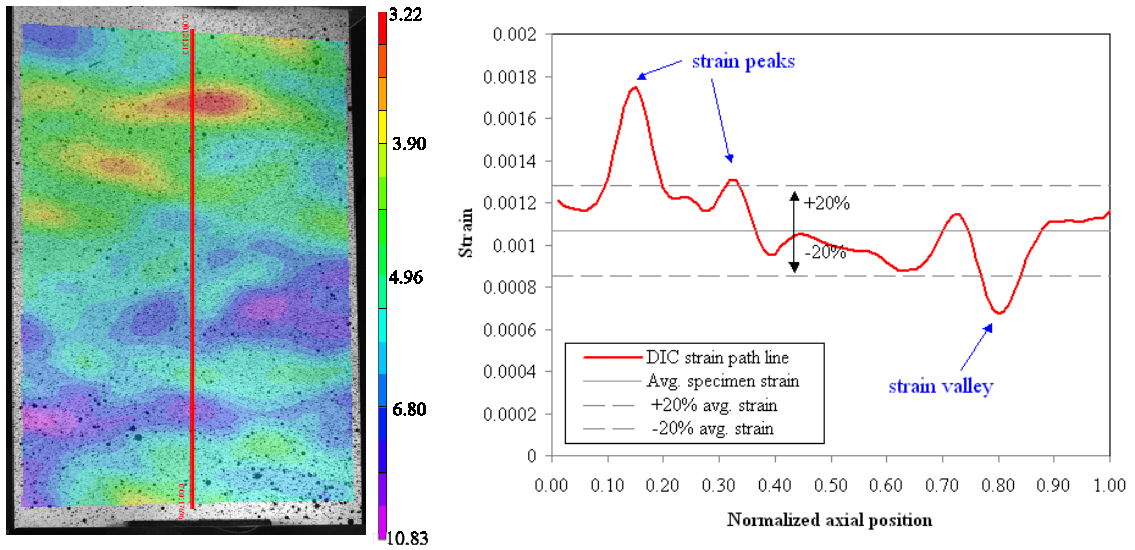 3.22
3.90
4.96
6.80
10.83
0.002
0.0018
0.0016
0.0014
0.0012
0.001
0.0008
0.0006
0.0004
0.0002
0
Strain
strain peaks
+20%
-20%
strain valley
DIC strain path line
Avg. specimen strain
+20% avg. strain
-20% avg. strain
0.00 0.10 0.20 0.30 0.40 0.50 0.60 0.70 0.80 0.90 1.00
Normalized axial position